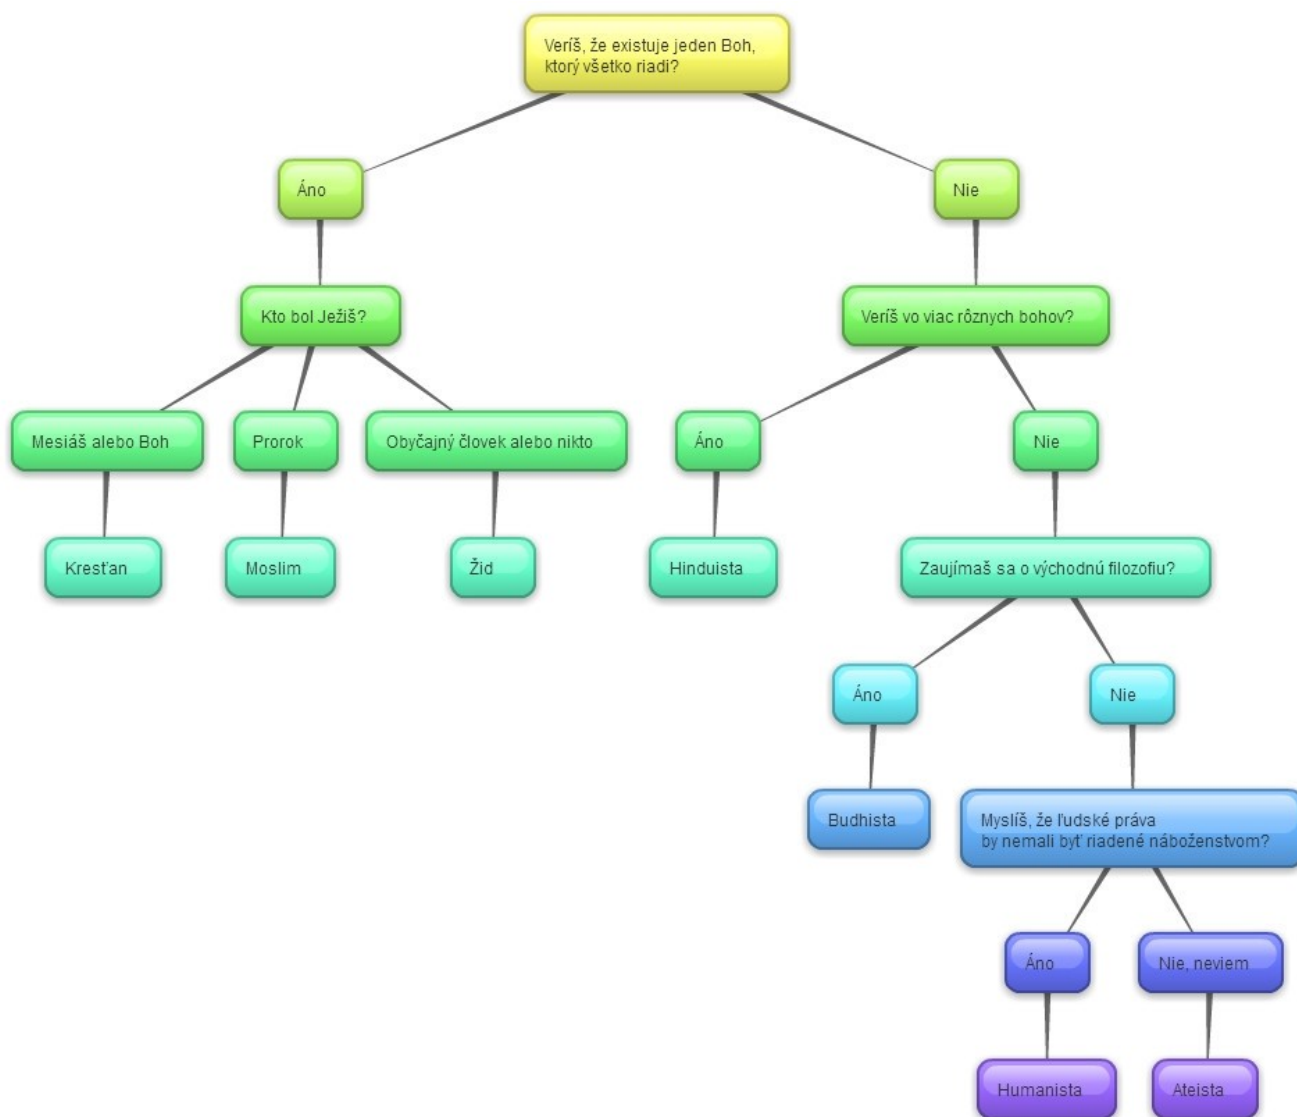 Veríš, že existuje jeden Boh,
ktorý všetko riadi?
Áno
Nie
Kto bol Ježiš?
Veríš vo viac rôznych bohov?
Mesiáš alebo Boh
Prorok
Obyčajný človek alebo nikto
Áno
Nie
Kresťan
Moslim
Žid
Hinduista
Zaujímaš sa o východnú filozofiu?
Áno
Nie
Budhista
Myslíš, že ľudské práva
by nemali byť riadené náboženstvom?
Áno
Nie, neviem
Humanista
Ateista